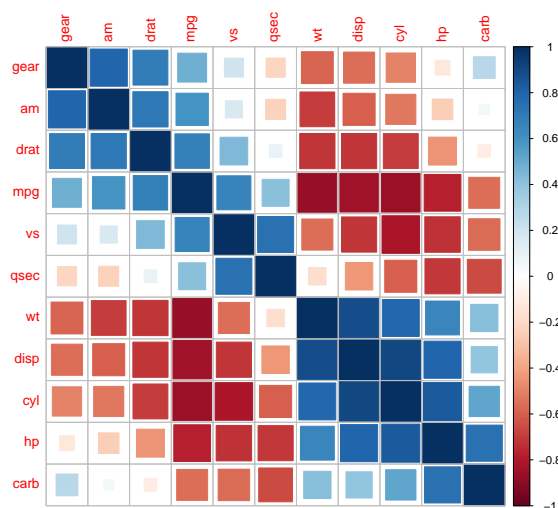 gear am drat mpg vs qsec wt disp cyl hp carb
gear
am
drat
mpg
vs
qsec
wt
disp
cyl
hp
carb
1
0.8
0.6
0.4
0.2
0
−0.2
−0.4
−0.6
−0.8
−1